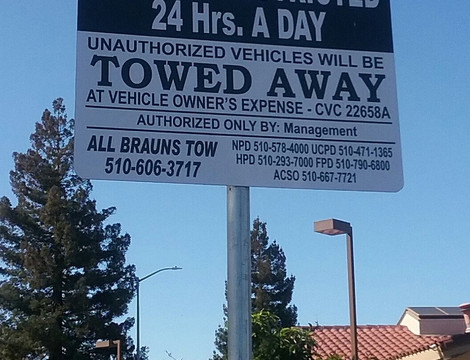 24 Hrs. A DAY
UNAUTHORIZED VEHICLES WILL BE
TOWED AWAY
AT VEHICLE OWNER'S EXPENSE - CVC 22658A
AUTHORIZED ONLY BY: Management
ALL BRAUNS TOW
510-606-3717
NPD 510-578-4000 UCPD 510-471-1365
HPD 510-293-7000 FPD 510-790-6800
ACSO 510-667-7721